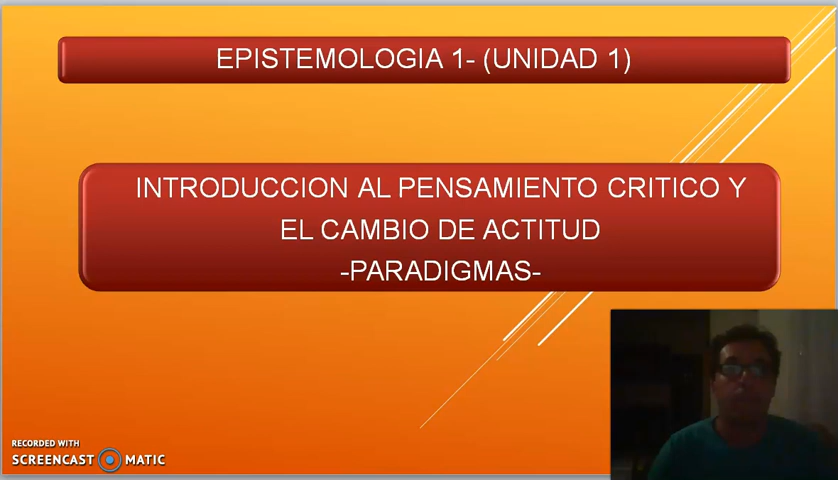 EPISTEMOLOGIA 1- (UNIDAD 1)
INTRODUCCION AL PENSAMIENTO CRITICO Y
EL CAMBIO DE ACTITUD
-PARADIGMAS-
RECORDED WITH
SCREENCAST MATIC